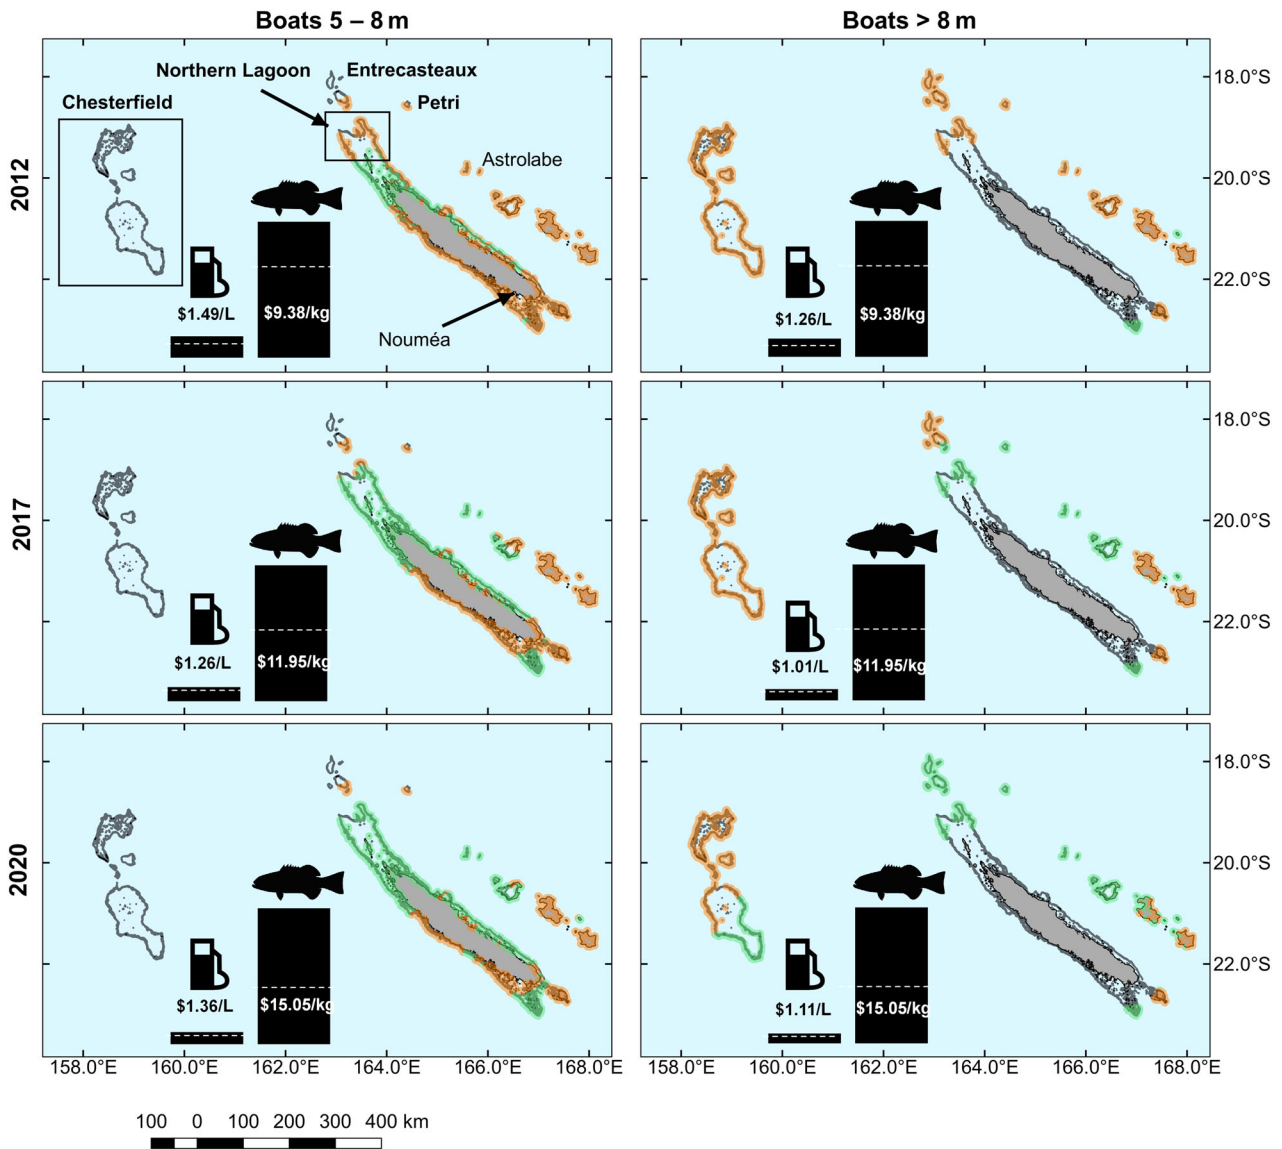 Boats 5 – 8 m
Boats > 8 m
2012
Northern Lagoon
Entrecasteaux
Chesterfield
Petri
Astrolabe
$1.49/L
$9.38/kg
Nouméa
$1.26/L
$9.38/kg
18.0°S
20.0°S
22.0°S
2017
$1.26/L
$11.95/kg
$1.01/L
$11.95/kg
18.0°S
20.0°S
22.0°S
2020
$1.36/L
$15.05/kg
$1.11/L
$15.05/kg
18.0°S
20.0°S
22.0°S
158.0°E 160.0°E 162.0°E 164.0°E 166.0°E 168.0°E
158.0°E 160.0°E 162.0°E 164.0°E 166.0°E 168.0°E
100 0 100 200 300 400 km